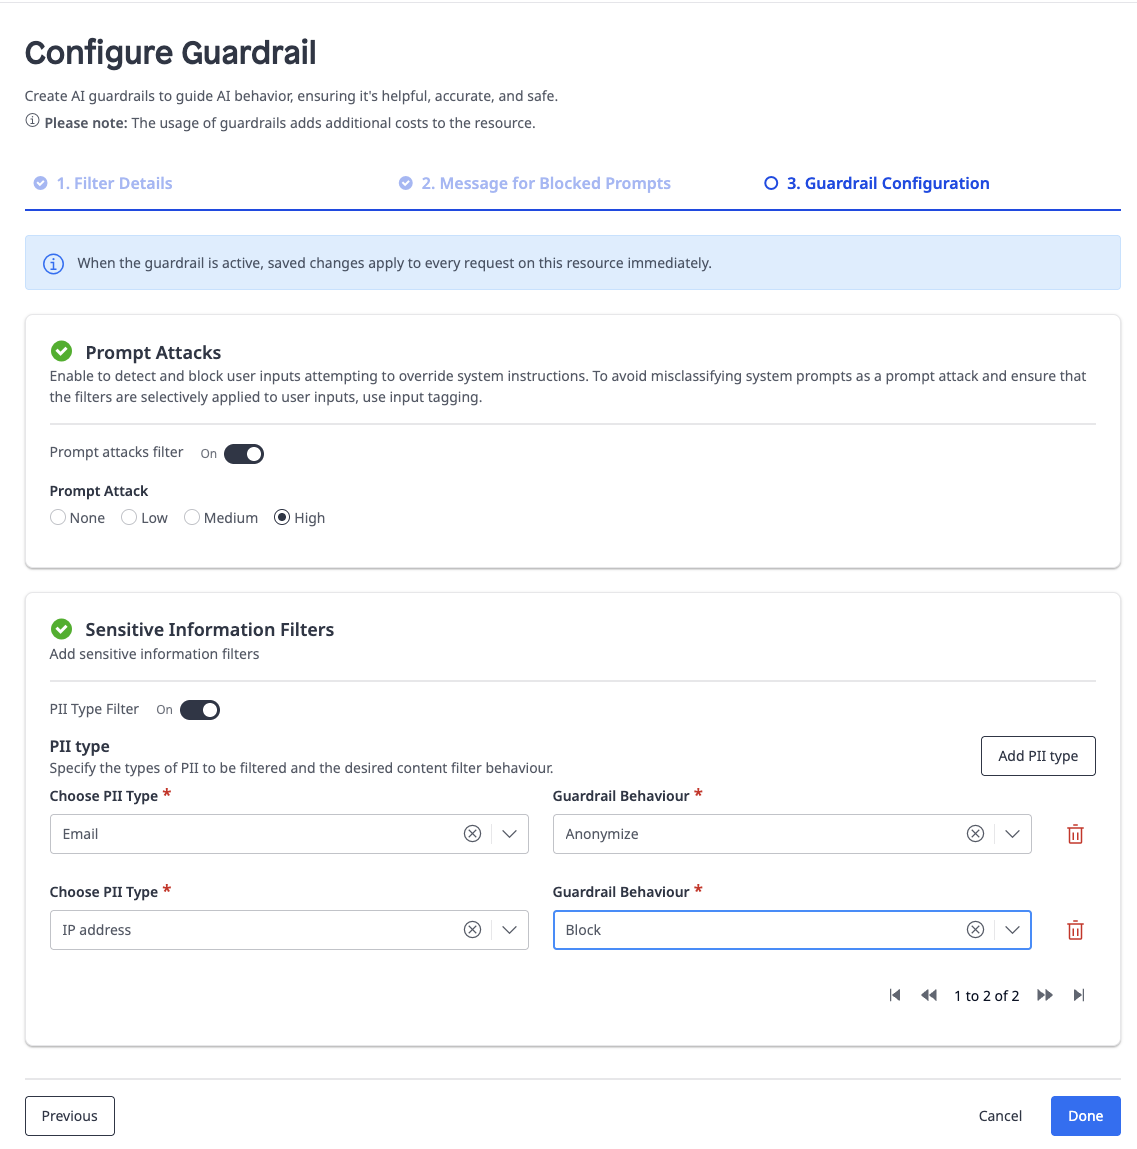 Configure Guardrail
Create AI guardrails to guide AI behavior, ensuring it's helpful, accurate, and safe.
Please note: The usage of guardrails adds additional costs to the resource.
1. Filter Details
2. Message for Blocked Prompts
3. Guardrail Configuration
When the guardrail is active, saved changes apply to every request on this resource immediately.
Prompt Attacks
Enable to detect and block user inputs attempting to override system instructions. To avoid misclassifying system prompts as a prompt attack and ensure that
the filters are selectively applied to user inputs, use input tagging.
Prompt attacks filter On
Prompt Attack
None Low Medium High
Sensitive Information Filters
Add sensitive information filters
PII Type Filter On
PII type
Specify the types of PII to be filtered and the desired content filter behaviour.
Add PII type
Choose PII Type * Guardrail Behaviour *
Email Anonymize
Choose PII Type * Guardrail Behaviour *
IP address Block
1 to 2 of 2
Previous Cancel Done